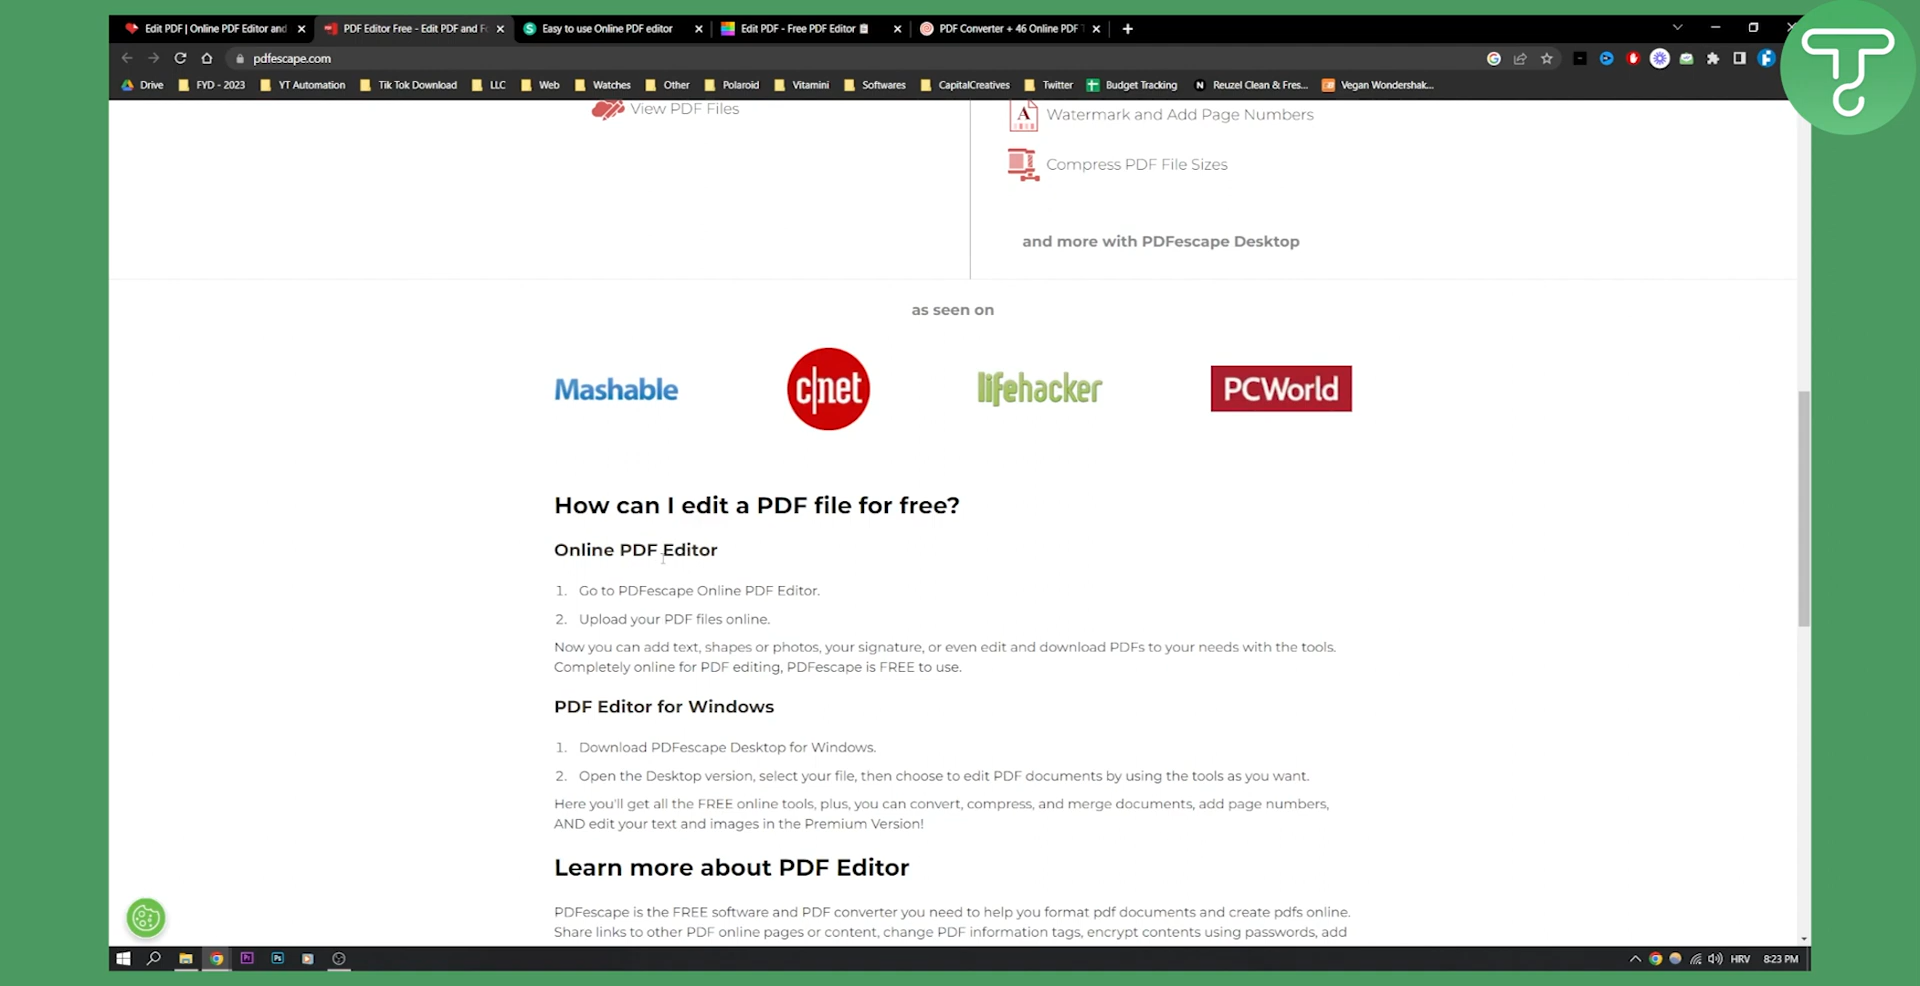 Edit PDF | Online PDF Editor and
PDF Editor Free - Edit PDF and Fo
Easy to use Online PDF editor
Edit PDF - Free PDF Editor
PDF Converter + 46 Online PDF T
pdfescape.com
Drive
FYD - 2023
YT Automation
Tik Tok Download
LLC
Web
Watches
Other
Polaroid
Vitamini
Softwares
CapitalCreatives
Twitter
Budget Tracking
Reuzel Clean & Fres...
Vegan Wondershak...
View PDF Files
Watermark and Add Page Numbers
Compress PDF File Sizes
and more with PDFescape Desktop
as seen on
Mashable
c|net
lifehacker
PCWorld
How can I edit a PDF file for free?
Online PDF Editor
1. Go to PDFescape Online PDF Editor.
2. Upload your PDF files online.
Now you can add text, shapes or photos, your signature, or even edit and download PDFs to your needs with the tools.
Completely online for PDF editing, PDFescape is FREE to use.
PDF Editor for Windows
1. Download PDFescape Desktop for Windows.
2. Open the Desktop version, select your file, then choose to edit PDF documents by using the tools as you want.
Here you'll get all the FREE online tools, plus, you can convert, compress, and merge documents, add page numbers,
AND edit your text and images in the Premium Version!
Learn more about PDF Editor
PDFescape is the FREE software and PDF converter you need to help you format pdf documents and create pdfs online.
Share links to other PDF online pages or content, change PDF information tags, encrypt contents using passwords, add
HRV
8:23 PM